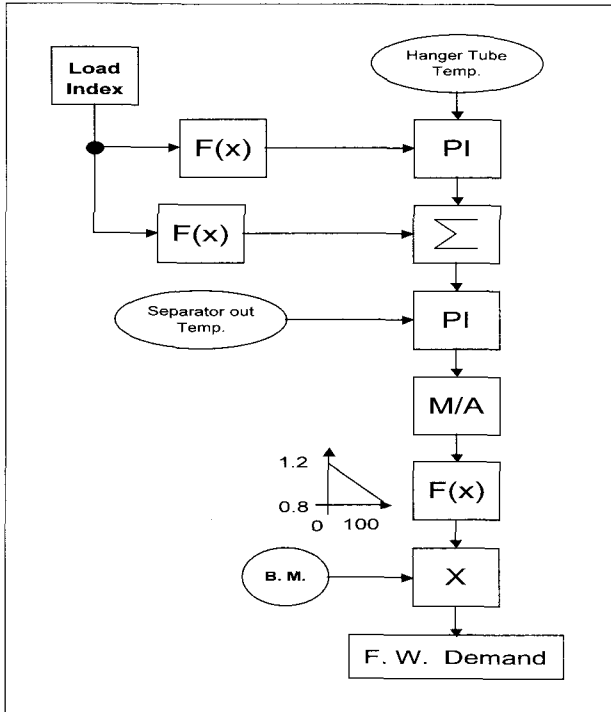 Hanger Tube
Temp.
Load
Index
F(x)
PI
F(x)
∑
Separator out
Temp.
PI
M/A
1.2
0.8
0 100
F(x)
B. M.
X
F. W. Demand